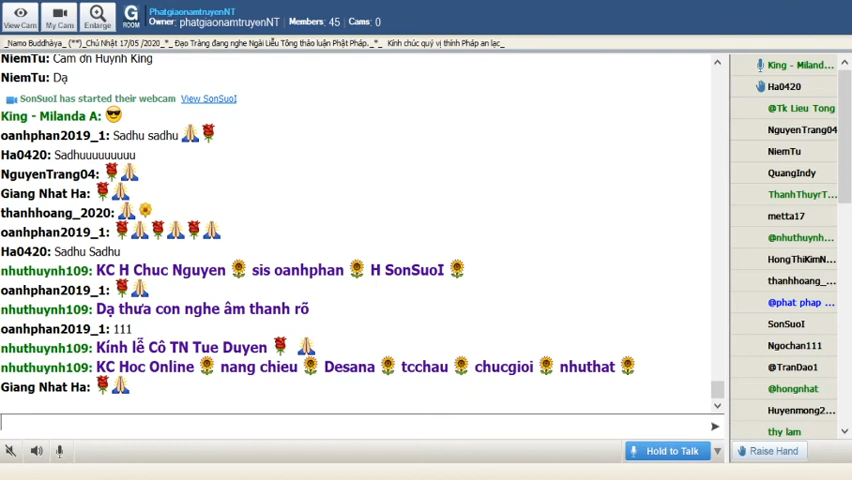 View Cam
My Cam
Enlarge
G
ROOM
PhatgiaonamtruyenNT
Owner: phatgiaonamtruyenNT Members: 45 Cams: 0
_Namo Buddhàya_ (**)_Chủ Nhật 17/05 /2020_*_ Đạo Tràng đang nghe Ngài Liễu Tông thảo luận Phật Pháp._*_ Kính chúc quý vị thính Pháp an lạc_
NiemTu: Cám ơn Huynh King
NiemTu: Dạ
SonSuoI has started their webcam View SonSuoI
King - Milanda A:
oanhphan2019_1: Sadhu sadhu
Ha0420: Sadhuuuuuuuuu
NguyenTrang04:
Giang Nhat Ha:
thanhhoang_2020:
oanhphan2019_1:
Ha0420: Sadhu Sadhu
nhuthuynh109: KC H Chuc Nguyen sis oanhphan H SonSuoI
oanhphan2019_1:
nhuthuynh109: Dạ thưa con nghe âm thanh rõ
oanhphan2019_1: 111
nhuthuynh109: Kính lễ Cô TN Tue Duyen
nhuthuynh109: KC Hoc Online nang chieu Desana tcchau chucgioi nhuthat
Giang Nhat Ha:
Hold to Talk
King - Miland...
Ha0420
@Tk Lieu Tong
NguyenTrang04
NiemTu
QuangIndy
ThanhThuyrT...
metta17
@nhuthuynh...
HongThiKimN...
thanhhoang_...
@phat phap ...
SonSuoI
Ngochan111
@TranDao1
@hongnhat
Huyenmong2...
thy lam
Raise Hand